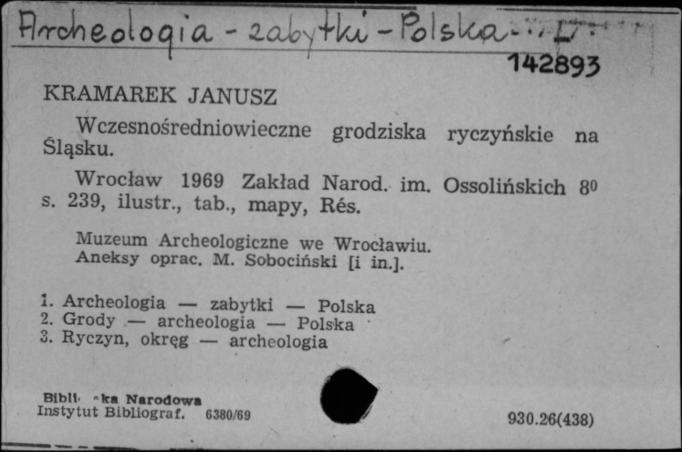 Archeologia - zabytki - Polska
142893
KRAMAREK JANUSZ
Wczesnośredniowieczne grodziska ryczyńskie na
Śląsku.
Wrocław 1969 Zakład Narod. im. Ossolińskich 8⁰
s. 239, ilustr., tab., mapy, Rés.
Muzeum Archeologiczne we Wrocławiu.
Aneksy oprac. M. Sobociński [i in.].
1. Archeologia — zabytki — Polska
2. Grody — archeologia — Polska
3. Ryczyn, okręg — archeologia
Narodowa
Instytut Bibliograf. 6380/69
930.26(438)